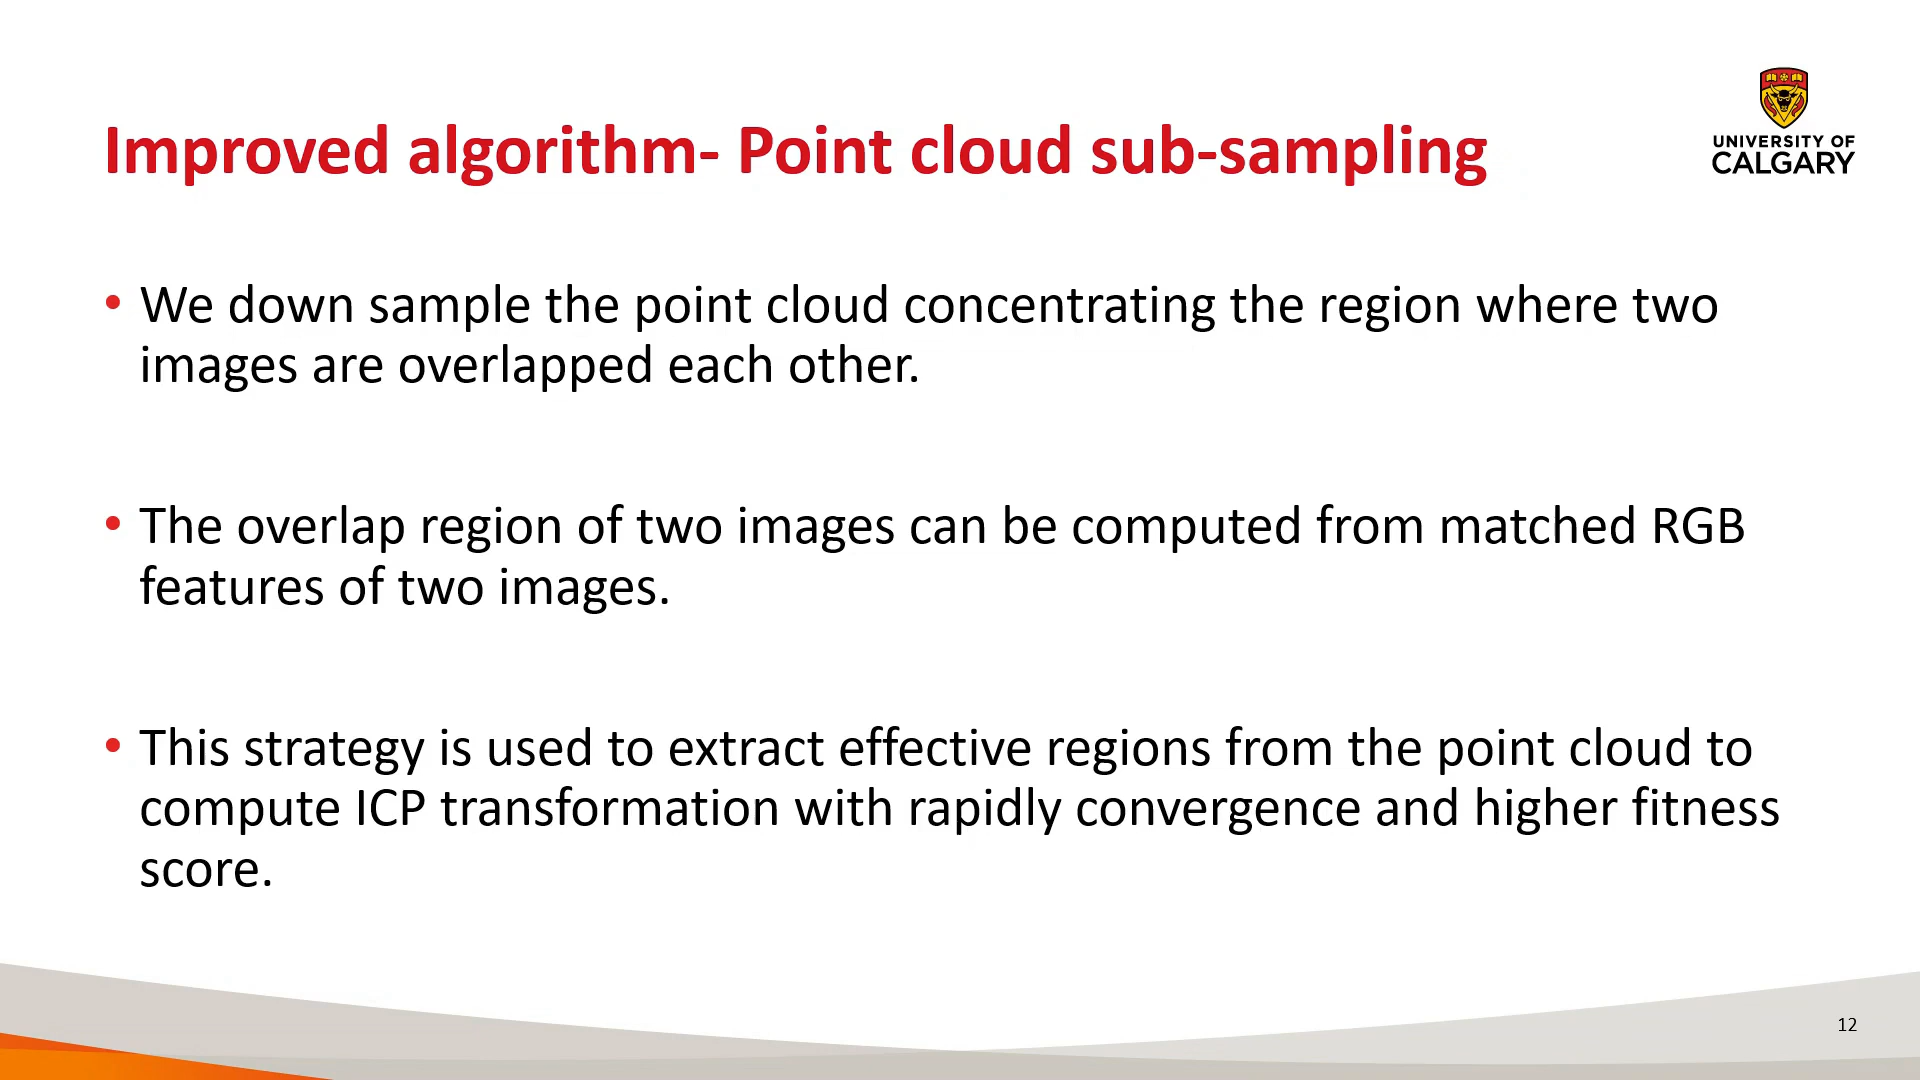 Improved algorithm- Point cloud sub-sampling
UNIVERSITY OF
CALGARY
• We down sample the point cloud concentrating the region where two
images are overlapped each other.
• The overlap region of two images can be computed from matched RGB
features of two images.
• This strategy is used to extract effective regions from the point cloud to
compute ICP transformation with rapidly convergence and higher fitness
score.
12